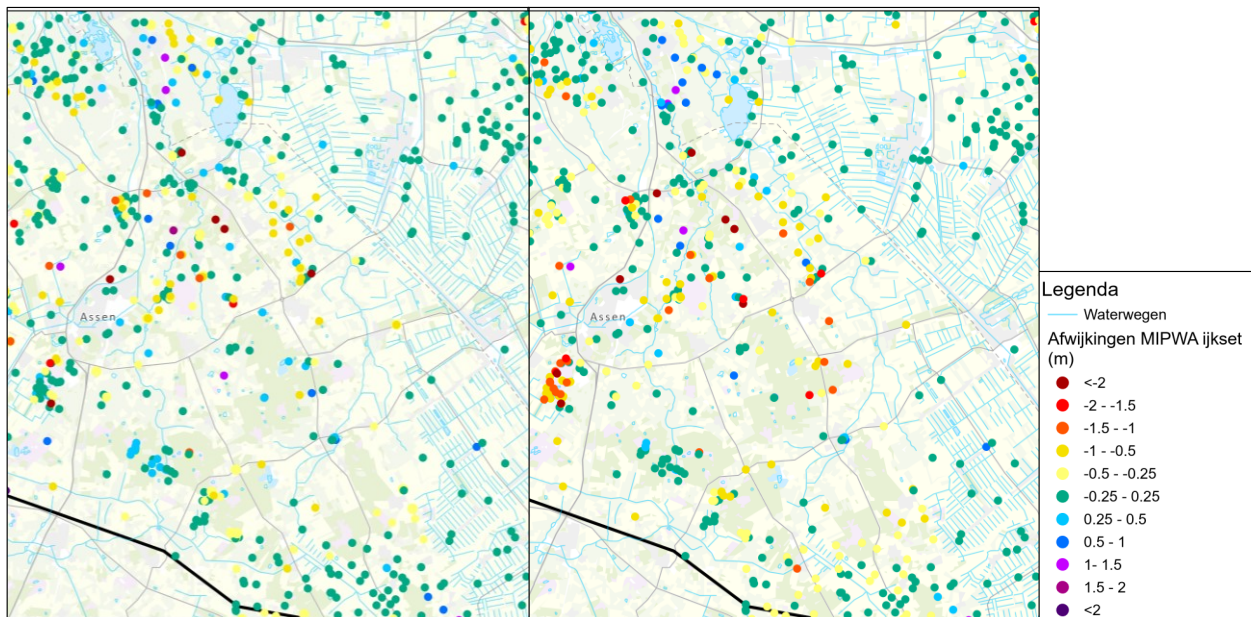 Assen
Assen
Legenda
Waterwegen
Afwijkingen MIPWA ijkset
(m)
<-2
-2 - -1.5
-1.5 - -1
-1 - -0.5
-0.5 - -0.25
-0.25 - 0.25
0.25 - 0.5
0.5 - 1
1- 1.5
1.5 - 2
<2